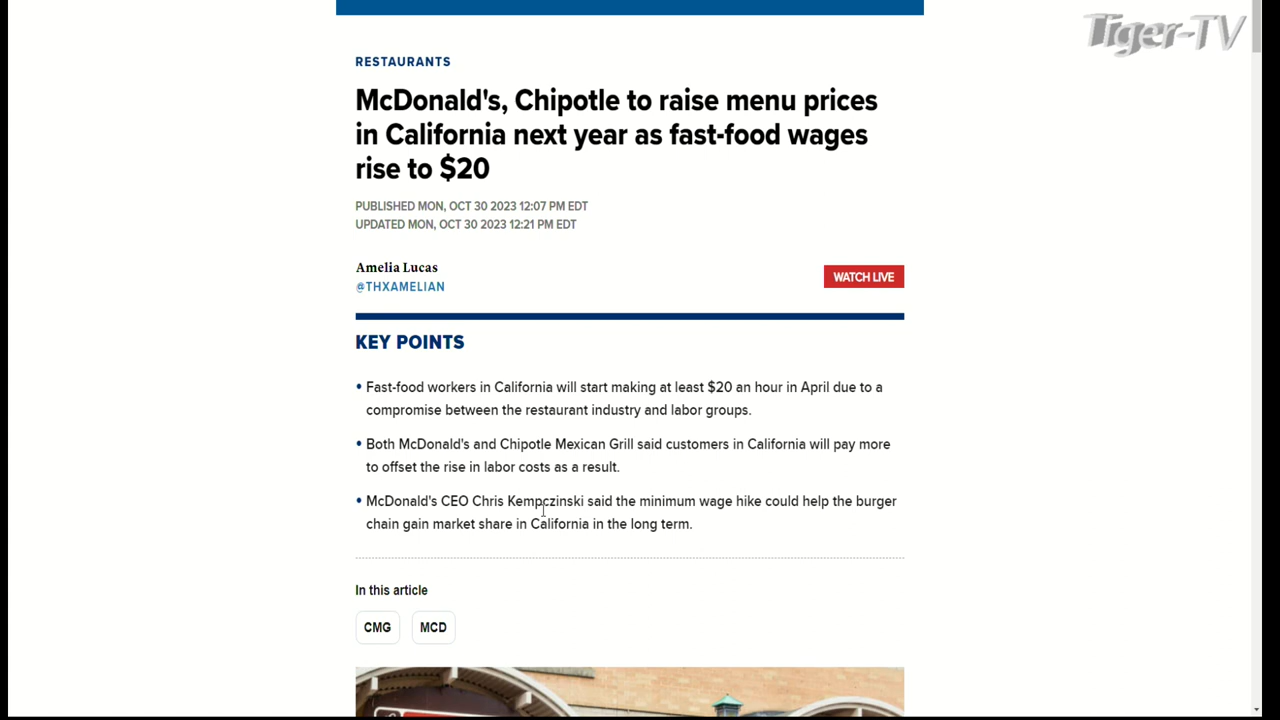 Tiger-TV
RESTAURANTS
McDonald's, Chipotle to raise menu prices
in California next year as fast-food wages
rise to $20
PUBLISHED MON, OCT 30 2023 12:07 PM EDT
UPDATED MON, OCT 30 2023 12:21 PM EDT
Amelia Lucas
@THXAMELIAN
WATCH LIVE
KEY POINTS
• Fast-food workers in California will start making at least $20 an hour in April due to a
compromise between the restaurant industry and labor groups.
• Both McDonald's and Chipotle Mexican Grill said customers in California will pay more
to offset the rise in labor costs as a result.
• McDonald's CEO Chris Kempczinski said the minimum wage hike could help the burger
chain gain market share in California in the long term.
In this article
CMG
MCD